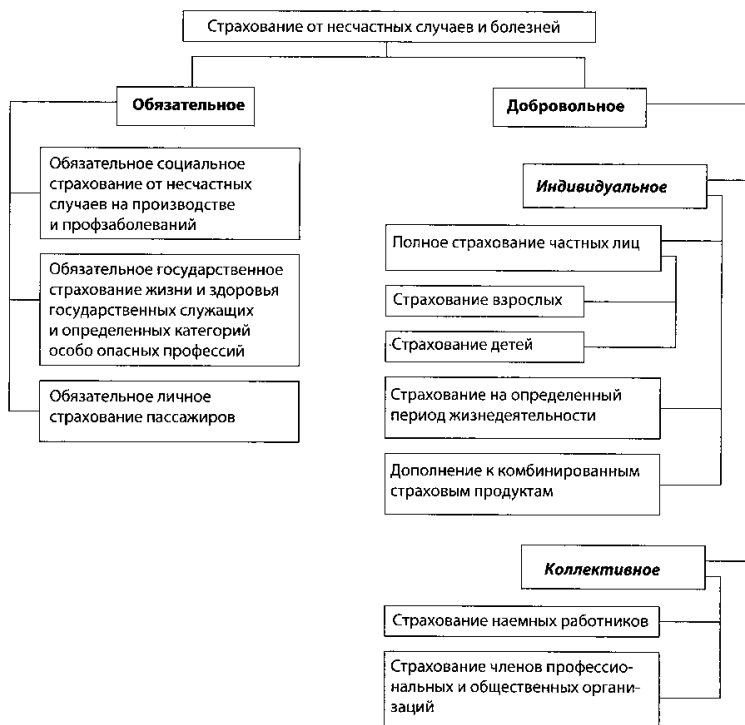 Страхование от несчастных случаев и болезней
Обязательное
Обязательное социальное
страхование от несчастных
случаев на производстве
и профзаболеваний
Обязательное государственное
страхование жизни и здоровья
государственных служащих
и определенных категорий
особо опасных профессий
Обязательное личное
страхование пассажиров
Добровольное
Индивидуальное
Полное страхование частных лиц
Страхование взрослых
Страхование детей
Страхование на определенный
период жизнедеятельности
Дополнение к комбинированным
страховым продуктам
Коллективное
Страхование наемных работников
Страхование членов профессио-
нальных и общественных органи-
заций